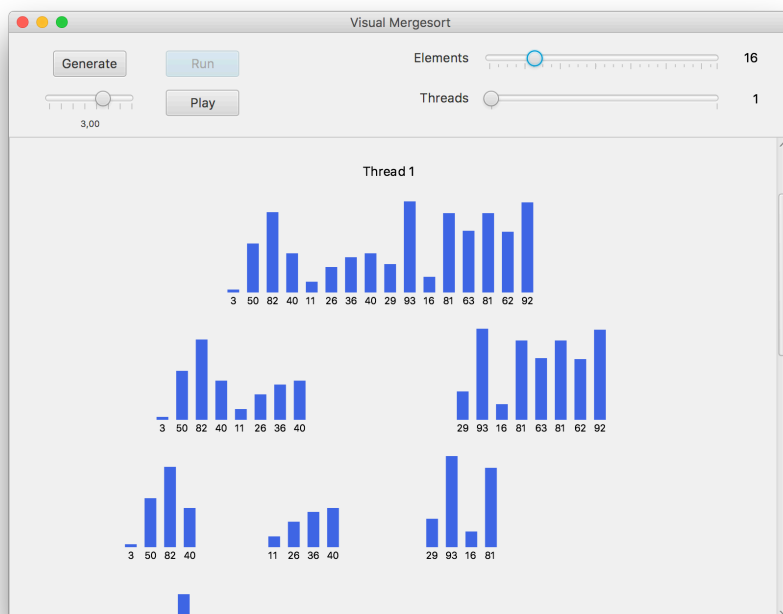 Visual Mergesort
Generate
Run
Elements
16
3,00
Play
Threads
1
Thread 1
3 50 82 40 11 26 36 40 29 93 16 81 63 81 62 92
3 50 82 40 11 26 36 40
29 93 16 81 63 81 62 92
3 50 82 40
11 26 36 40
29 93 16 81